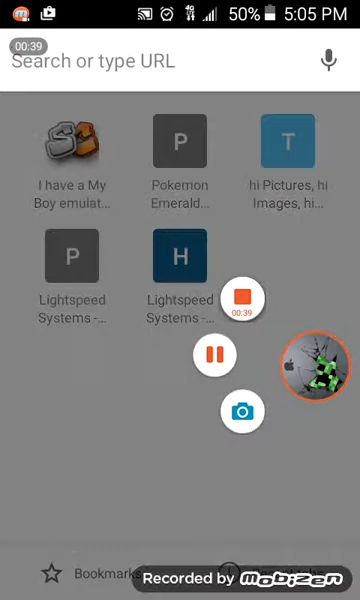 50% 5:05 PM
00:39
Search or type URL
I have a My
Boy emulat...
P
Pokemon
Emerald...
T
hi Pictures, hi
Images, hi...
P
Lightspeed
Systems -...
H
Lightspeed
Systems -...
00:39
Bookmarks
Recorded by mobizen